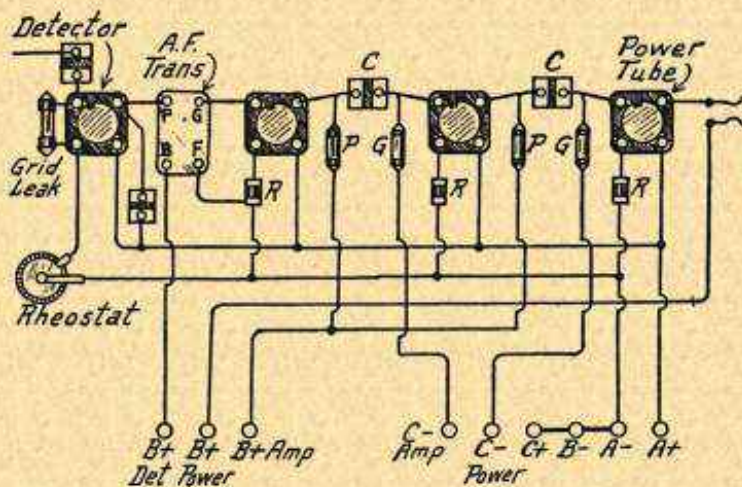 Detector
A.F. Trans
C
C
Power Tube
P G
B F
P G
P G
Grid Leak
R
R
R
Rheostat
B+ Det
B+ Power
B+ Amp
C- Amp
C- Power
C+
B-
A-
A+